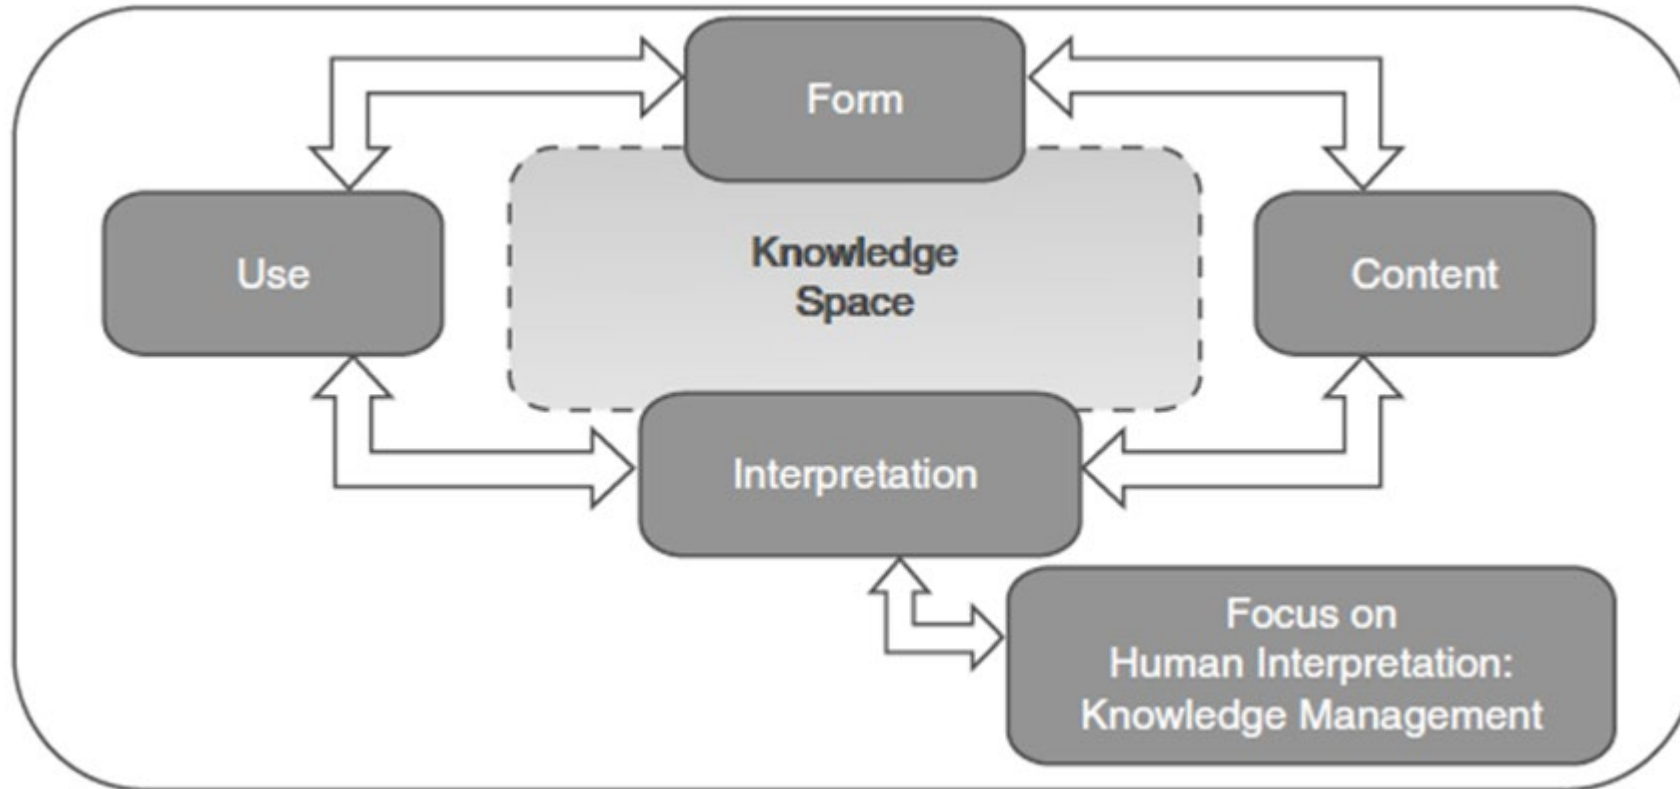 Form
Use
Knowledge
Space
Content
Interpretation
Focus on
Human Interpretation:
Knowledge Management